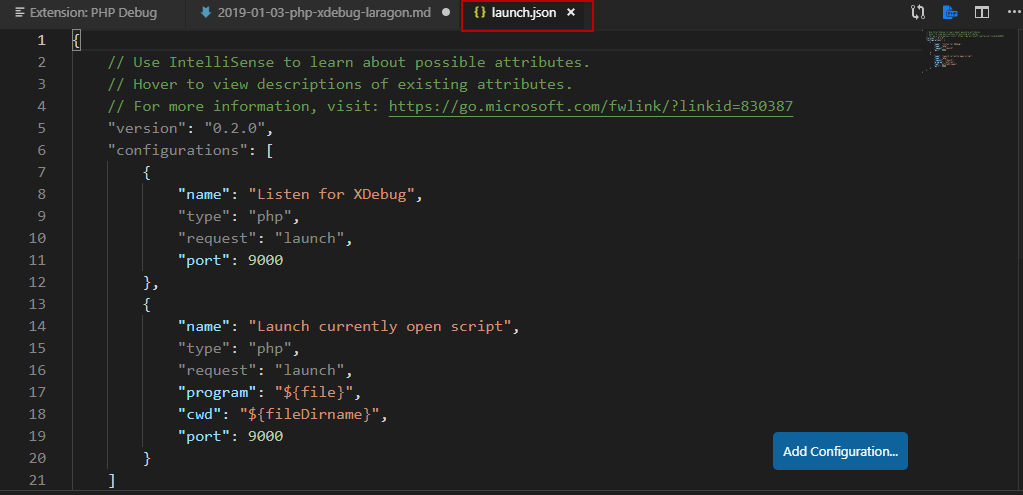 Extension: PHP Debug
2019-01-03-php-xdebug-laragon.md
{} launch.json ×
1 {
2 // Use IntelliSense to learn about possible attributes.
3 // Hover to view descriptions of existing attributes.
4 // For more information, visit: https://go.microsoft.com/fwlink/?linkid=830387
5 "version": "0.2.0",
6 "configurations": [
7 {
8 "name": "Listen for XDebug",
9 "type": "php",
10 "request": "launch",
11 "port": 9000
12 },
13 {
14 "name": "Launch currently open script",
15 "type": "php",
16 "request": "launch",
17 "program": "${file}",
18 "cwd": "${fileDirname}",
19 "port": 9000
20 }
21 ]
Add Configuration...